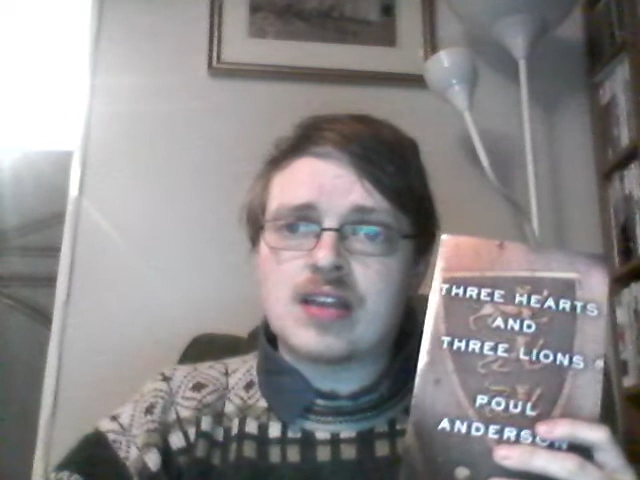 THREE HEARTS
AND
THREE LIONS
POUL
ANDERSON